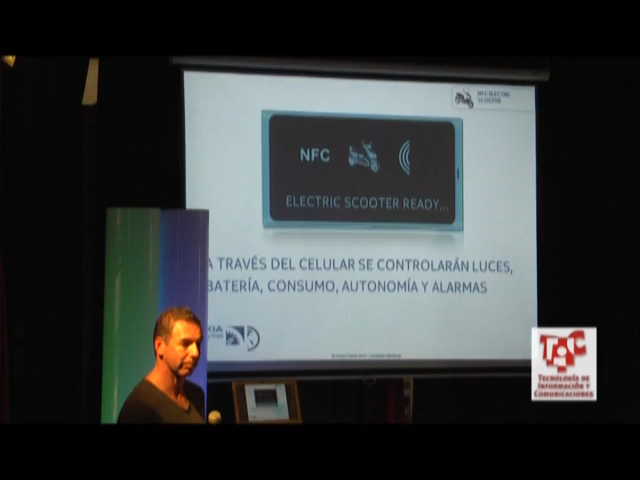 NFC ELECTRIC
SCOOTER
NFC
ELECTRIC SCOOTER READY...
A TRAVÉS DEL CELULAR SE CONTROLARÁN LUCES,
BATERÍA, CONSUMO, AUTONOMÍA Y ALARMAS
TIC
TECNOLOGÍA DE
INFORMACIÓN Y
COMUNICACIONES